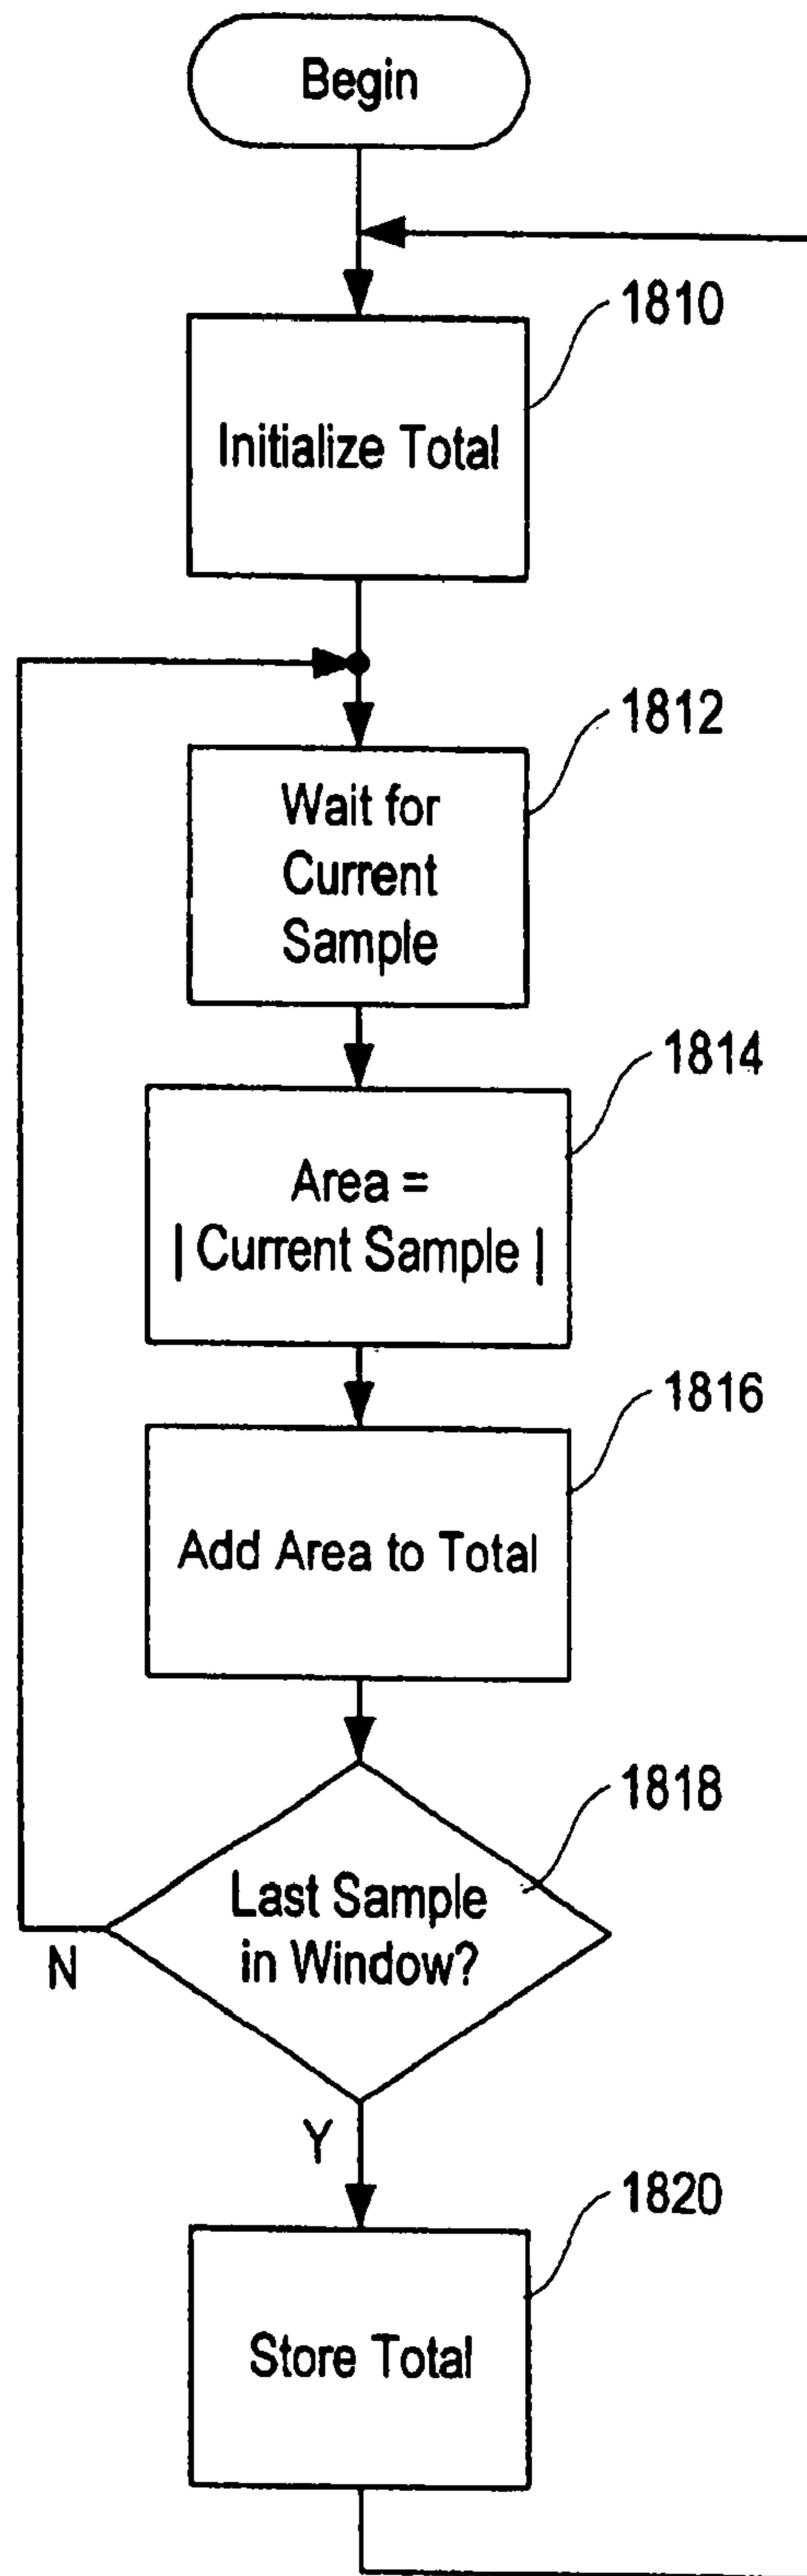 Begin
1810
Initialize Total
1812
Wait for
Current
Sample
1814
Area =
| Current Sample |
1816
Add Area to Total
1818
Last Sample
in Window?
N
Y
1820
Store Total